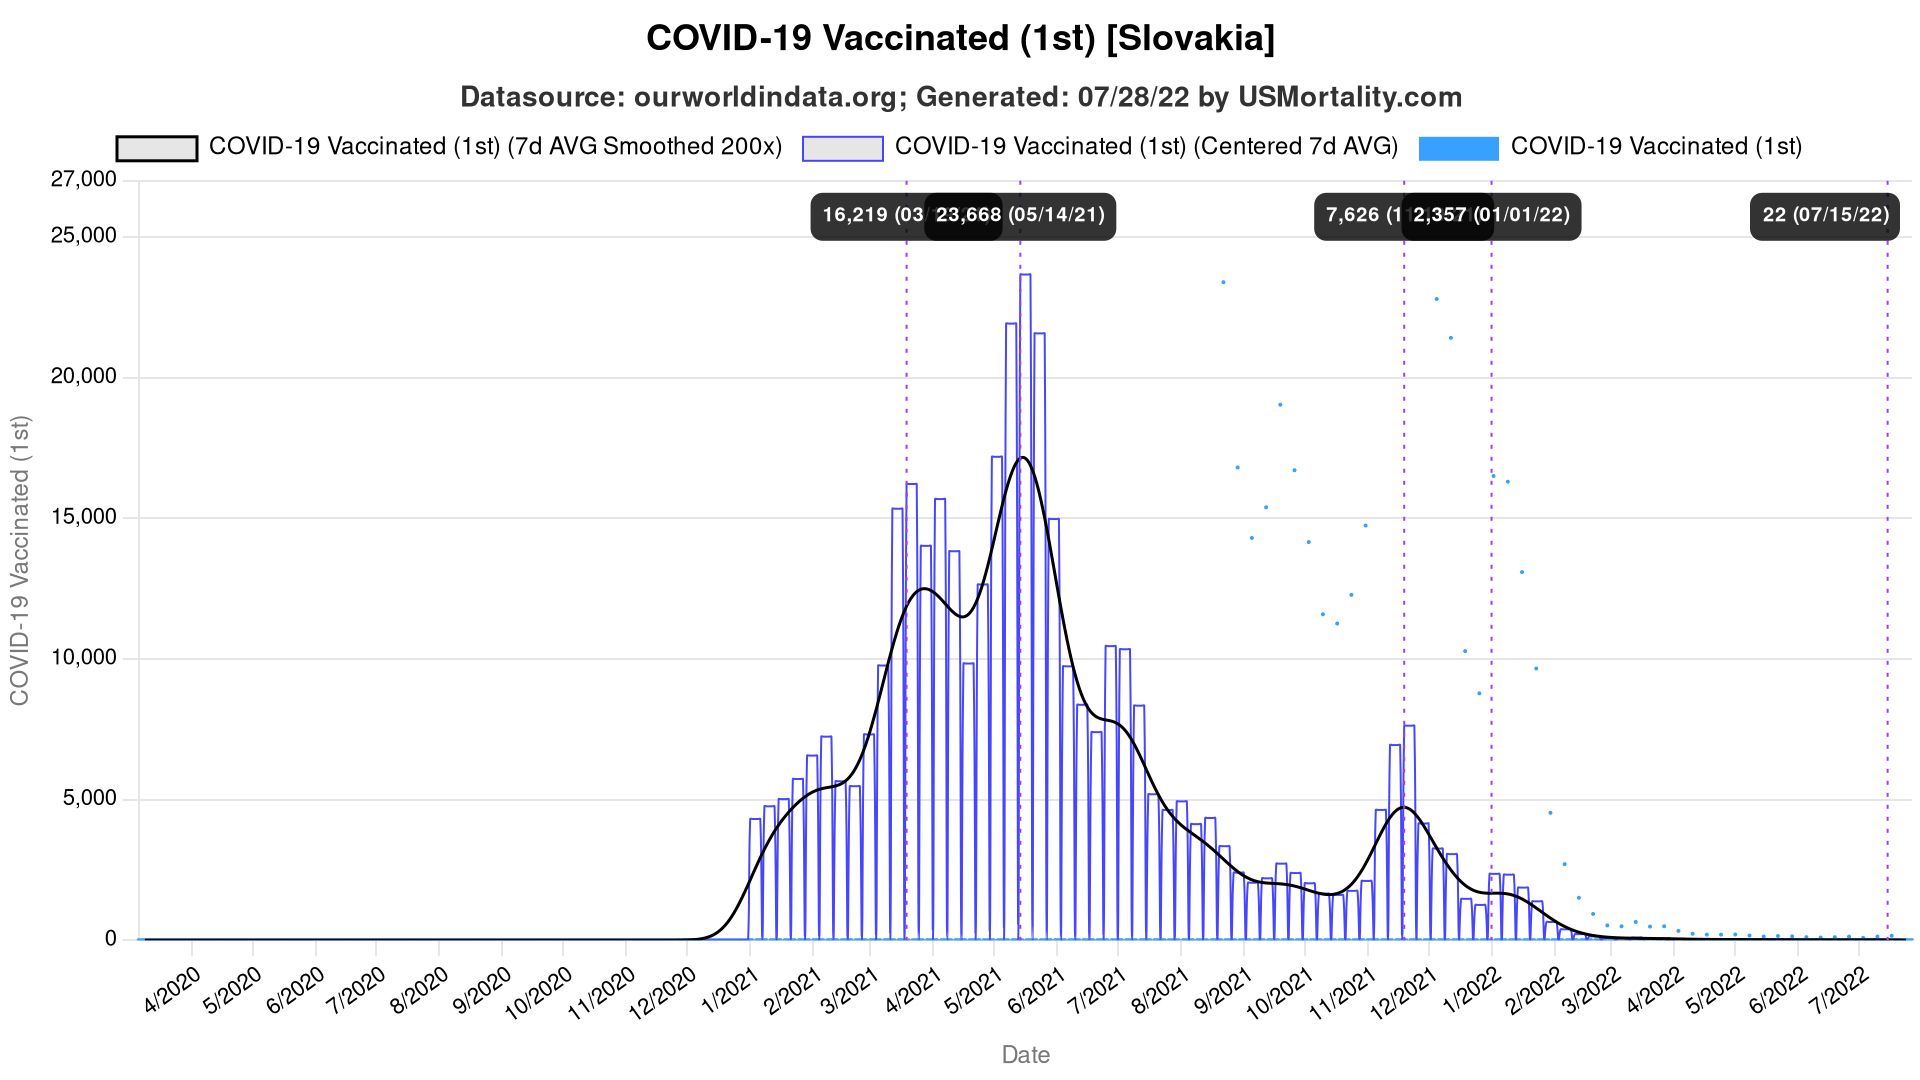 COVID-19 Vaccinated (1st) [Slovakia]
Datasource: ourworldindata.org; Generated: 07/28/22 by USMortality.com
COVID-19 Vaccinated (1st) (7d AVG Smoothed 200x) COVID-19 Vaccinated (1st) (Centered 7d AVG) COVID-19 Vaccinated (1st)
27,000
16,219 (03/ 23,668 (05/14/21) 7,626 (11 2,357 (01/01/22) 22 (07/15/22)
25,000
20,000
15,000
10,000
5,000
0
COVID-19 Vaccinated (1st)
4/2020 5/2020 6/2020 7/2020 8/2020 9/2020 10/2020 11/2020 12/2020 1/2021 2/2021 3/2021 4/2021 5/2021 6/2021 7/2021 8/2021 9/2021 10/2021 11/2021 12/2021 1/2022 2/2022 3/2022 4/2022 5/2022 6/2022 7/2022
Date